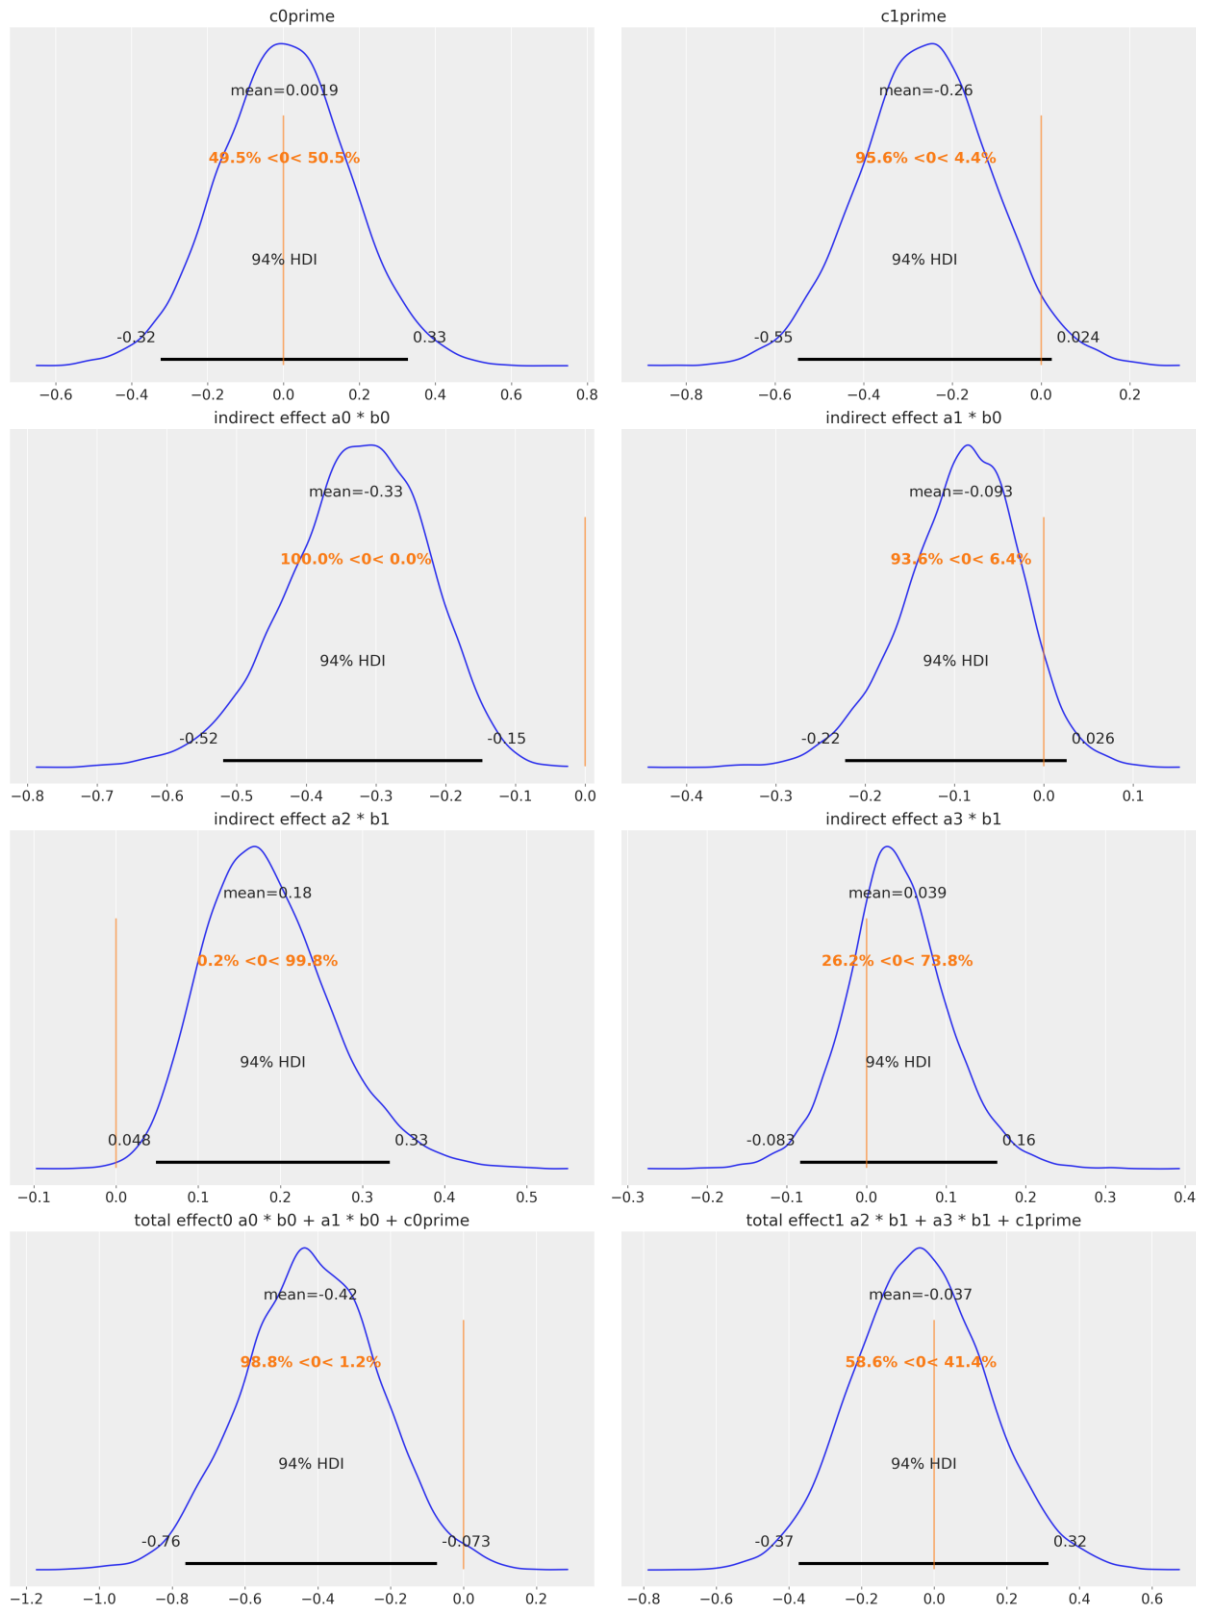 c0prime
mean=0.0019
49.5% <0< 50.5%
94% HDI
-0.32
0.33
−0.6 −0.4 −0.2 0.0 0.2 0.4 0.6 0.8
c1prime
mean=-0.26
95.6% <0< 4.4%
94% HDI
-0.55
0.024
−0.8 −0.6 −0.4 −0.2 0.0 0.2
indirect effect a0 * b0
mean=-0.33
100.0% <0< 0.0%
94% HDI
-0.52
-0.15
−0.8 −0.7 −0.6 −0.5 −0.4 −0.3 −0.2 −0.1 0.0
indirect effect a1 * b0
mean=-0.093
93.6% <0< 6.4%
94% HDI
-0.22
0.026
−0.4 −0.3 −0.2 −0.1 0.0 0.1
indirect effect a2 * b1
mean=0.18
0.2% <0< 99.8%
94% HDI
0.048
0.33
−0.1 0.0 0.1 0.2 0.3 0.4 0.5
indirect effect a3 * b1
mean=0.039
26.2% <0< 73.8%
94% HDI
-0.083
0.16
−0.3 −0.2 −0.1 0.0 0.1 0.2 0.3 0.4
total effect0 a0 * b0 + a1 * b0 + c0prime
mean=-0.42
98.8% <0< 1.2%
94% HDI
-0.76
-0.073
−1.2 −1.0 −0.8 −0.6 −0.4 −0.2 0.0 0.2
total effect1 a2 * b1 + a3 * b1 + c1prime
mean=-0.037
58.6% <0< 41.4%
94% HDI
-0.37
0.32
−0.8 −0.6 −0.4 −0.2 0.0 0.2 0.4 0.6